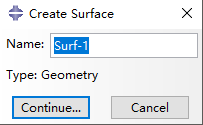 Create Surface
Name: Surf-1
Type: Geometry
Continue... Cancel